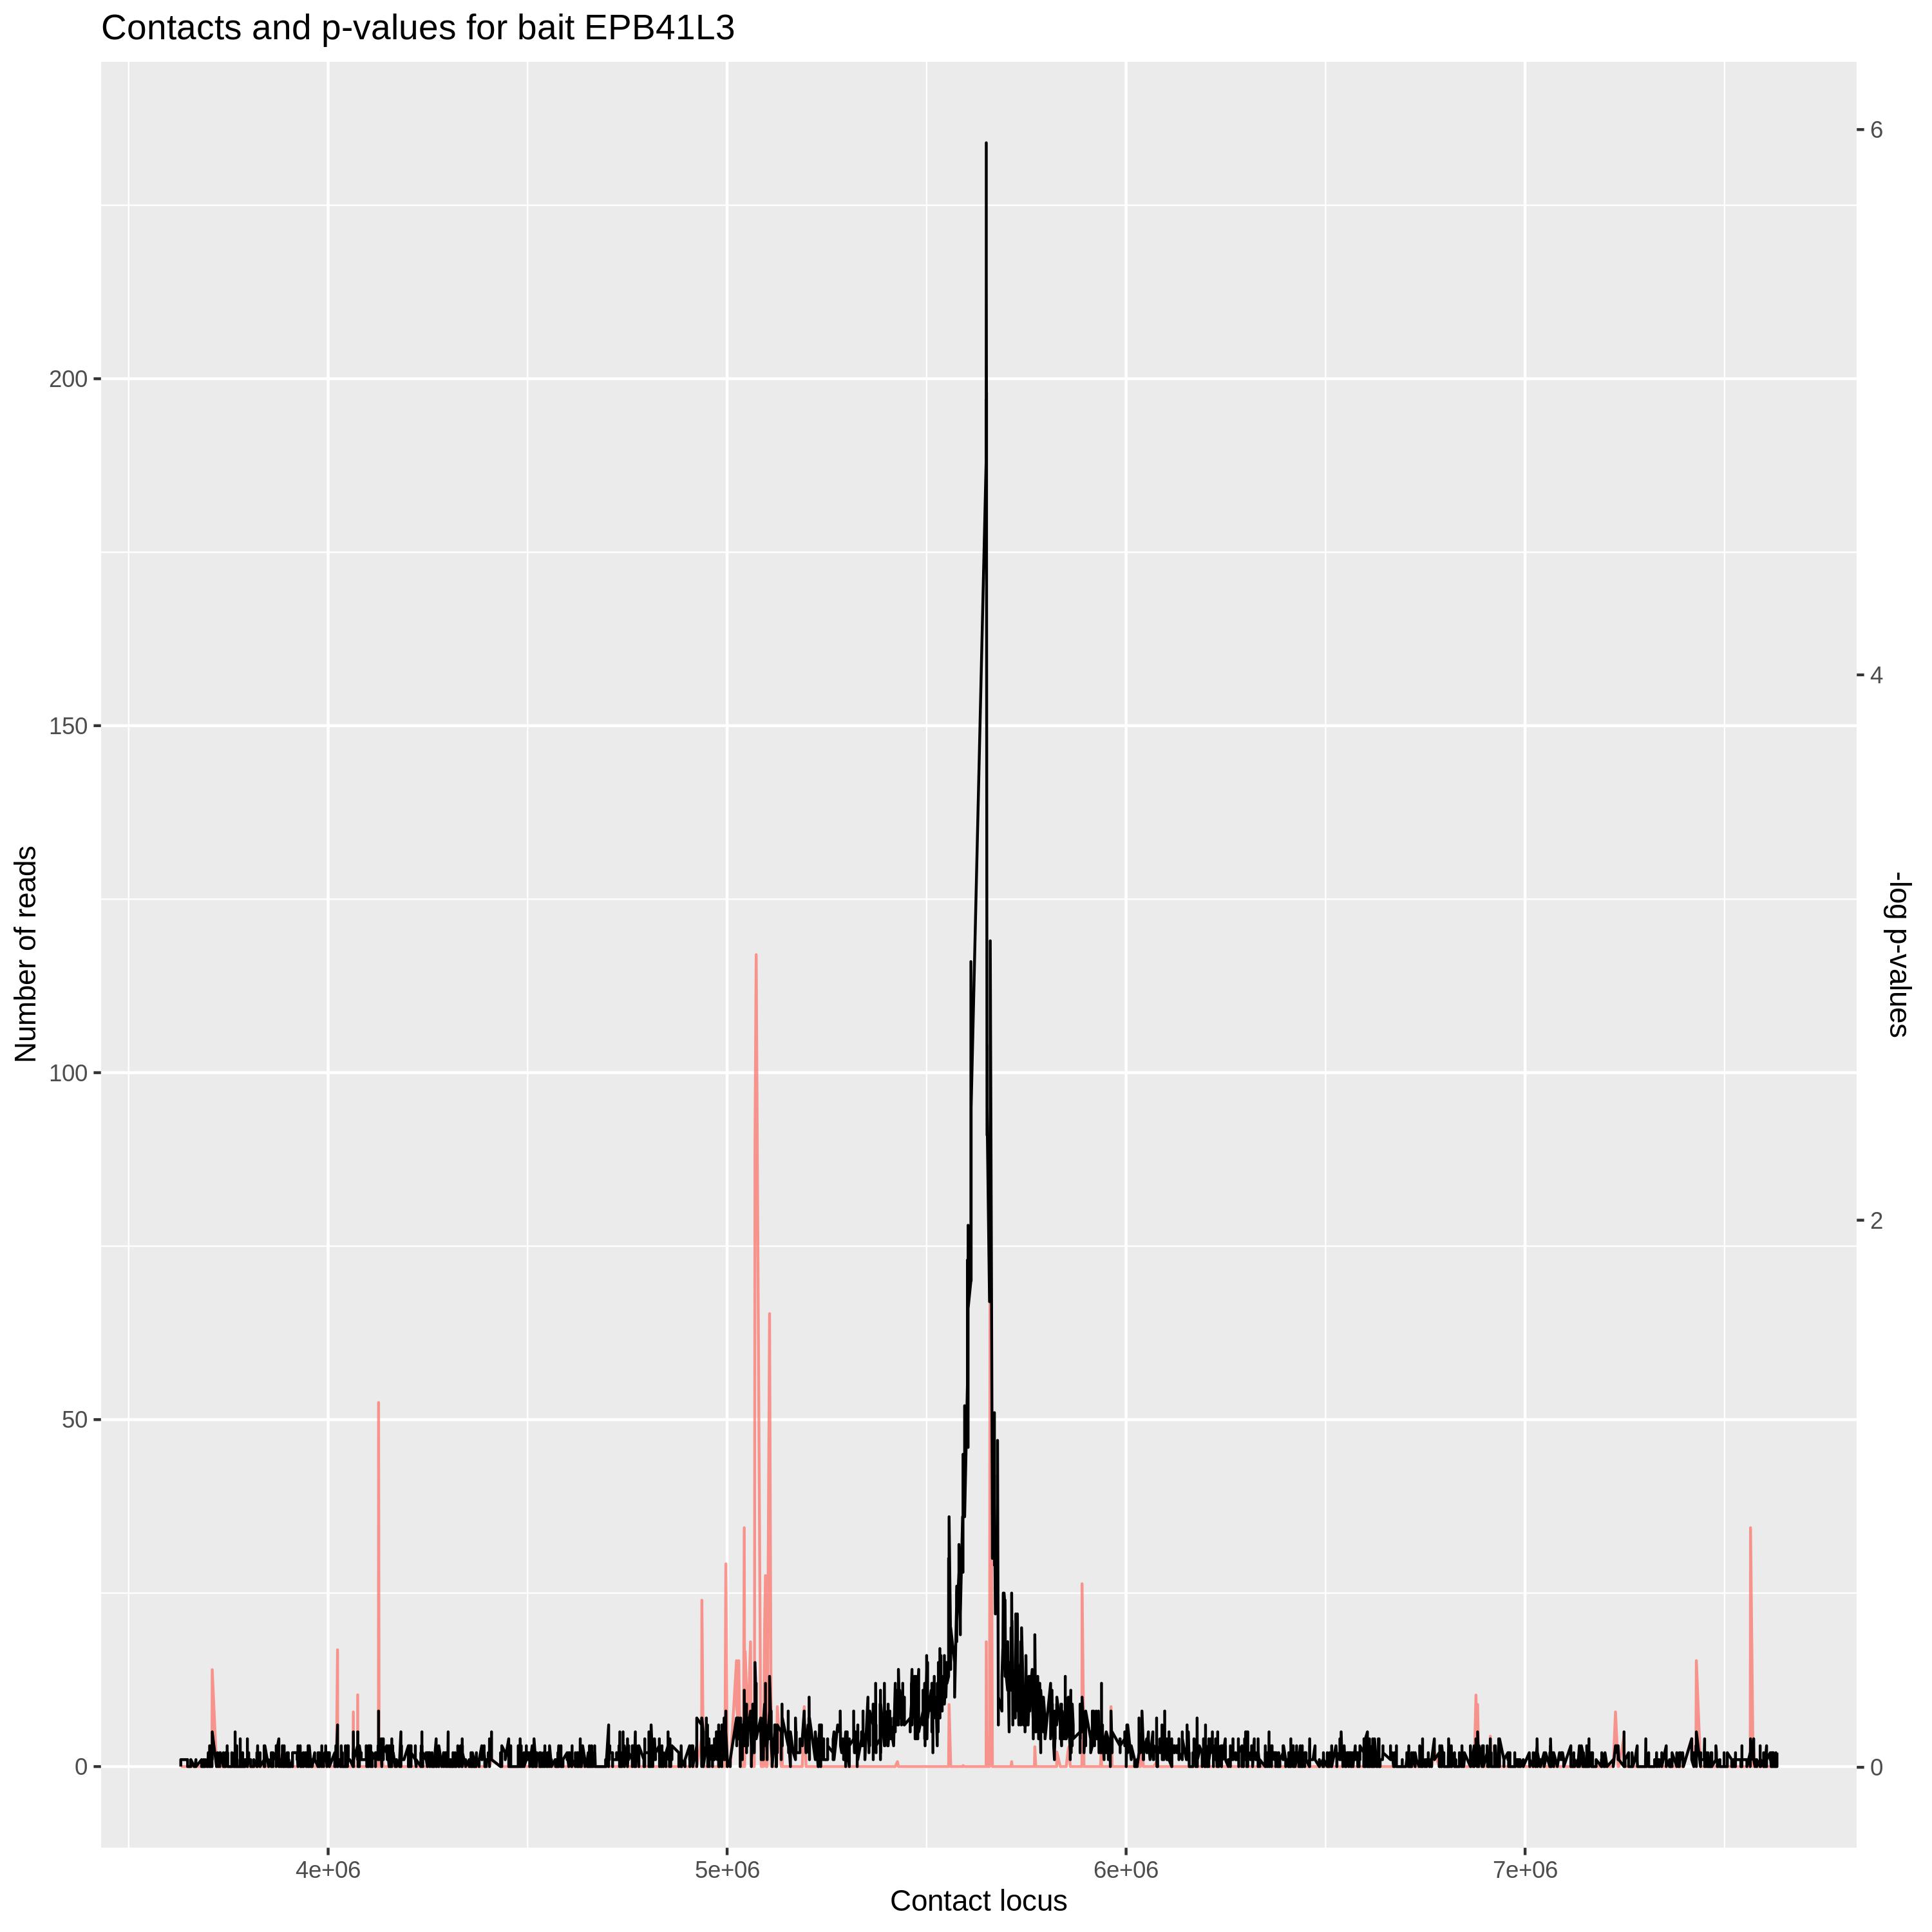 Contacts and p-values for bait EPB41L3
Number of reads
200
150
100
50
0
6
4
2
0
-log p-values
4e+06 5e+06 6e+06 7e+06
Contact locus